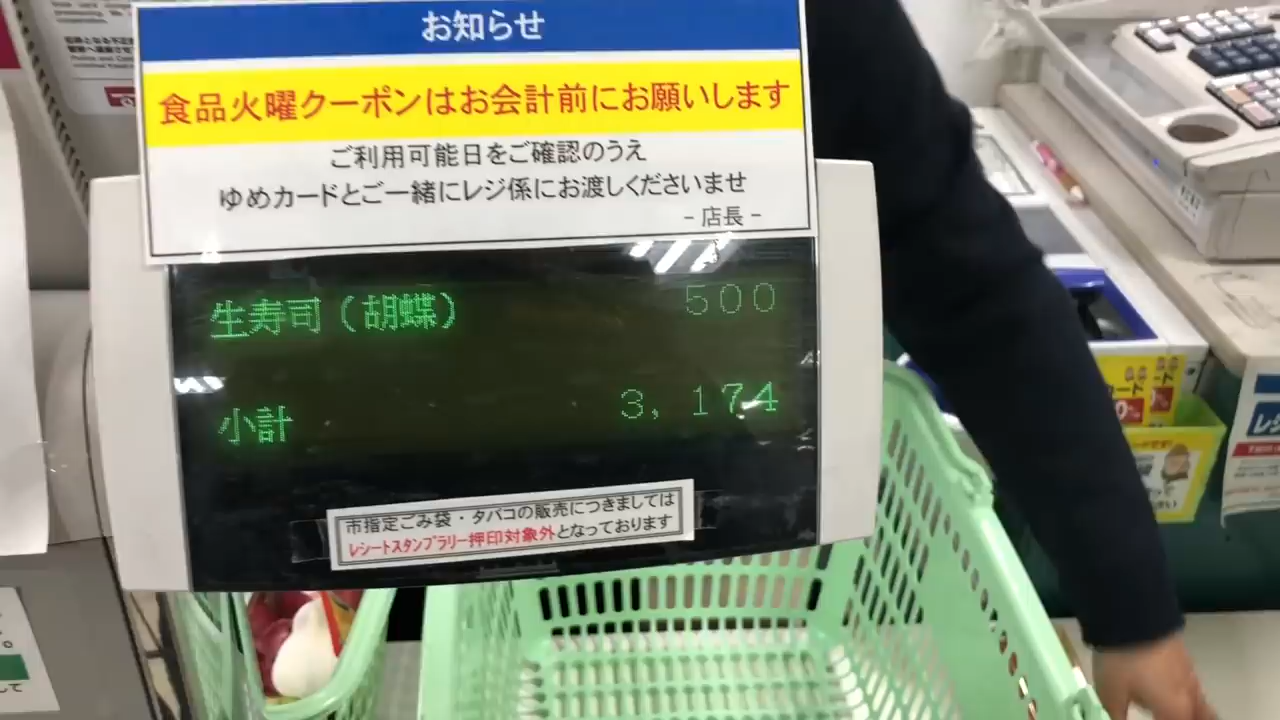 お知らせ
食品火曜クーポンはお会計前にお願いします
ご利用可能日をご確認のうえ
ゆめカードとご一緒にレジ係にお渡しくださいませ
- 店長 -
生寿司（胡蝶） 500
小計 3,174
市指定ごみ袋・タバコの販売につきましては
レシートスタンプラリー押印対象外となっております